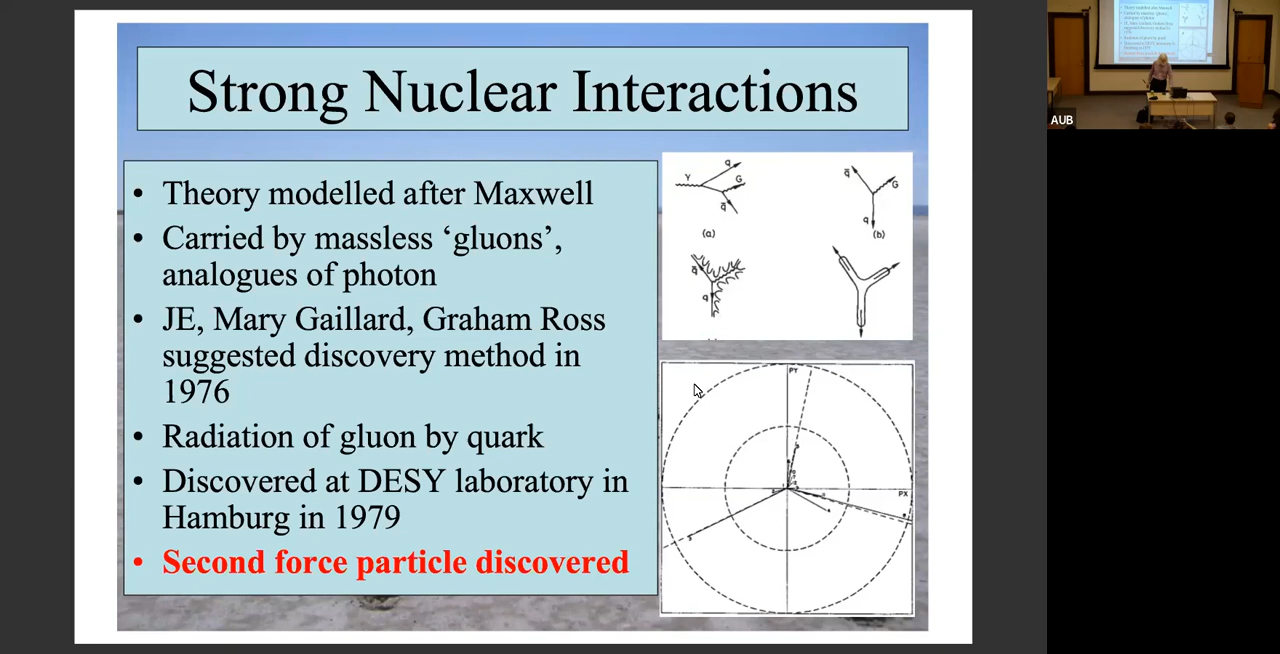 Strong Nuclear Interactions
• Theory modelled after Maxwell
• Carried by massless ‘gluons’,
analogues of photon
• JE, Mary Gaillard, Graham Ross
suggested discovery method in
1976
• Radiation of gluon by quark
• Discovered at DESY laboratory in
Hamburg in 1979
• Second force particle discovered
γ q G q̄
(a)
q̄ G q
(b)
q̄ q
PY
PX
AUB